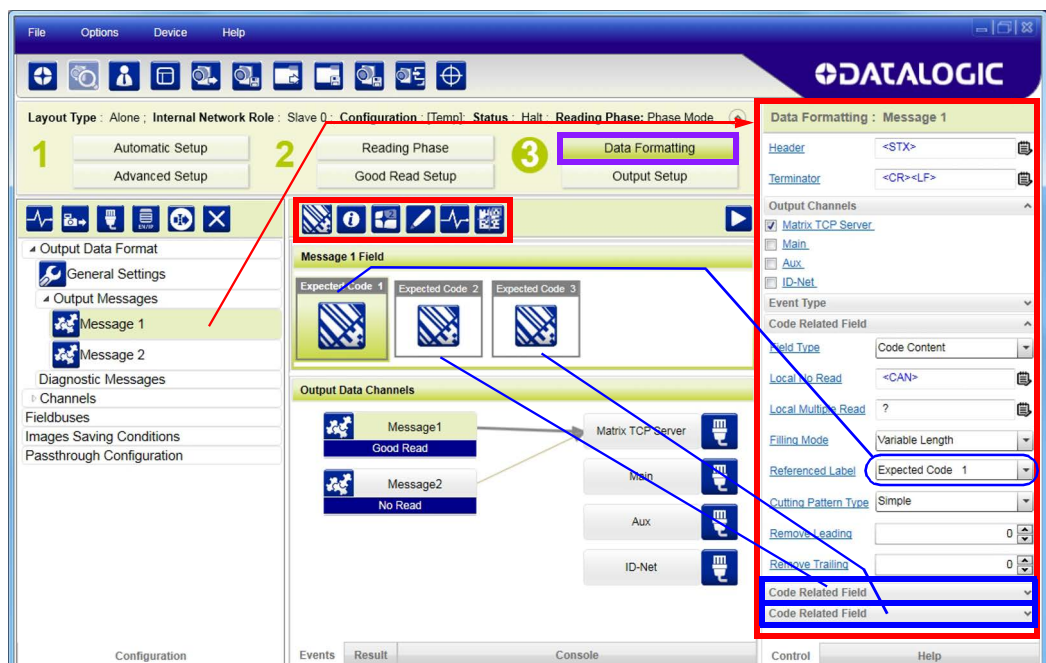 File Options Device Help
DATALOGIC
Layout Type : Alone ; Internal Network Role : Slave 0 ; Configuration : [Temp]; Status : Halt ; Reading Phase: Phase Mode
1 Automatic Setup
Advanced Setup
2 Reading Phase
Good Read Setup
3 Data Formatting
Output Setup
EN/IP
Output Data Format
General Settings
Output Messages
Message 1
Message 2
Diagnostic Messages
Channels
Fieldbuses
Images Saving Conditions
Passthrough Configuration
Configuration
Message 1 Field
Expected Code 1 Expected Code 2 Expected Code 3
Output Data Channels
Message1
Good Read
Message2
No Read
Matrix TCP Server
Main
Aux
ID-Net
Events Result Console
Data Formatting : Message 1
Header <STX>
Terminator <CR><LF>
Output Channels
Matrix TCP Server
Main
Aux
ID-Net
Event Type
Code Related Field
Field Type Code Content
Local No Read <CAN>
Local Multiple Read ?
Filling Mode Variable Length
Referenced Label Expected Code 1
Cutting Pattern Type Simple
Remove Leading 0
Remove Trailing 0
Code Related Field
Code Related Field
Control Help